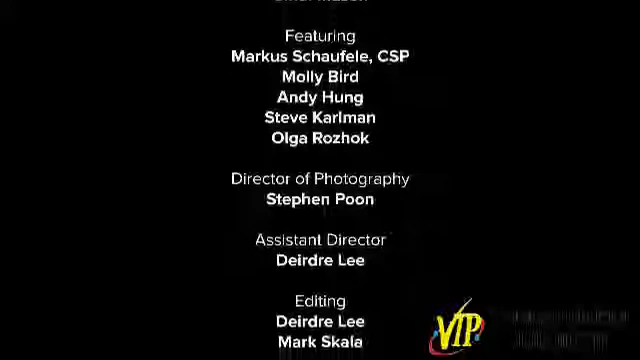 Featuring
Markus Schaufele, CSP
Molly Bird
Andy Hung
Steve Karlman
Olga Rozhok
Director of Photography
Stephen Poon
Assistant Director
Deirdre Lee
Editing
Deirdre Lee
Mark Skala
VIP